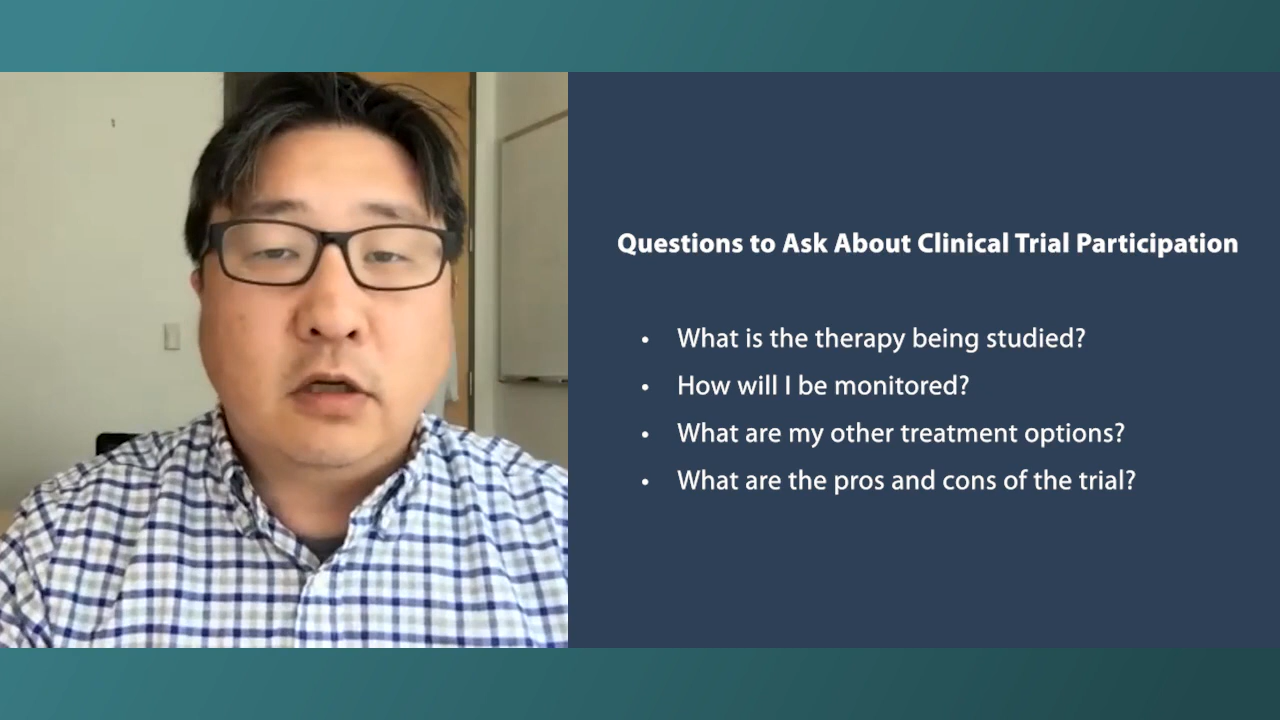 Questions to Ask About Clinical Trial Participation
• What is the therapy being studied?
• How will I be monitored?
• What are my other treatment options?
• What are the pros and cons of the trial?